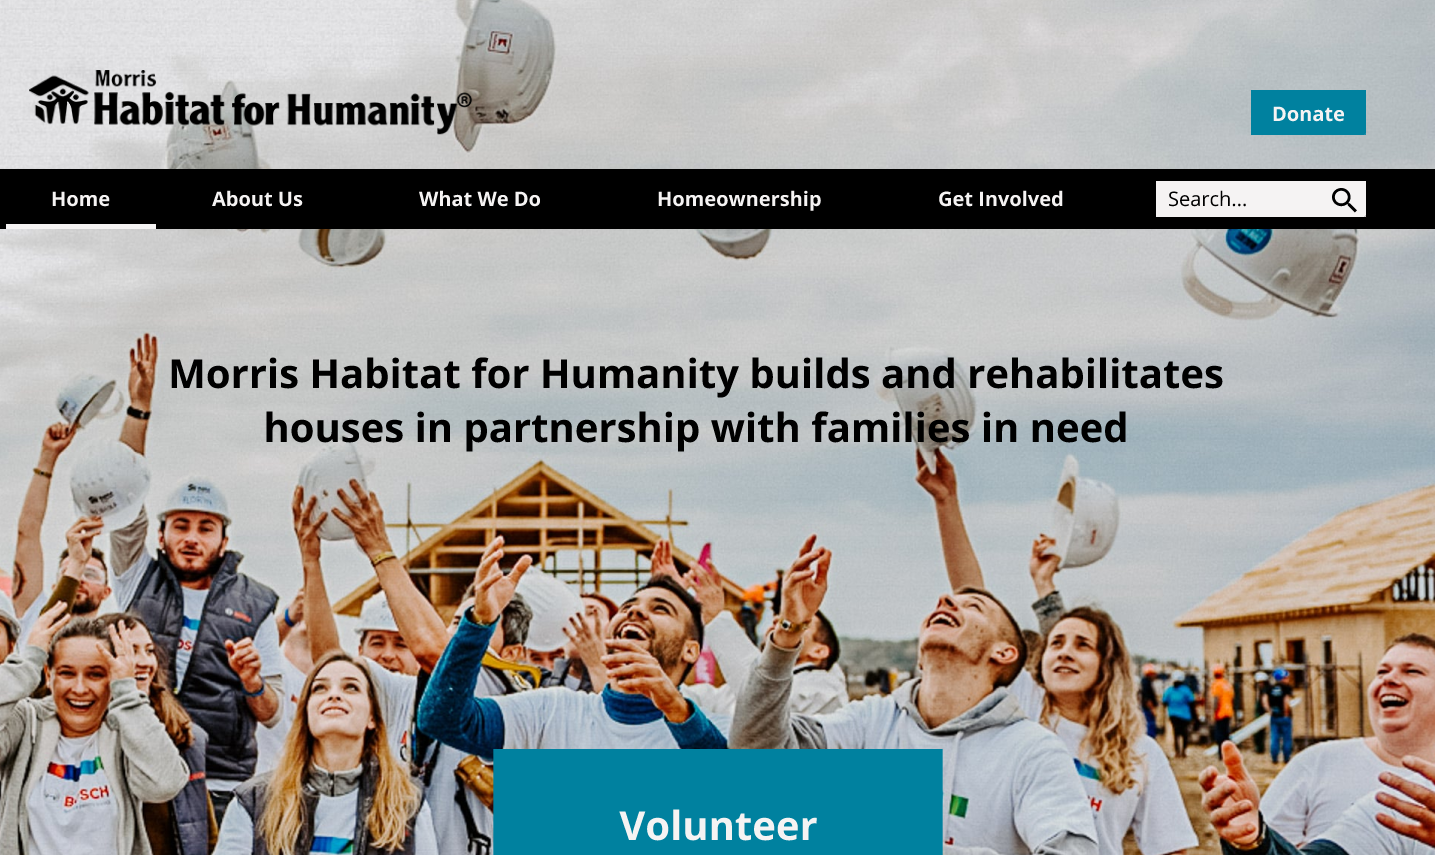 Morris
Habitat for Humanity®
Donate
Home
About Us
What We Do
Homeownership
Get Involved
Search...
Morris Habitat for Humanity builds and rehabilitates
houses in partnership with families in need
BOSCH
Volunteer